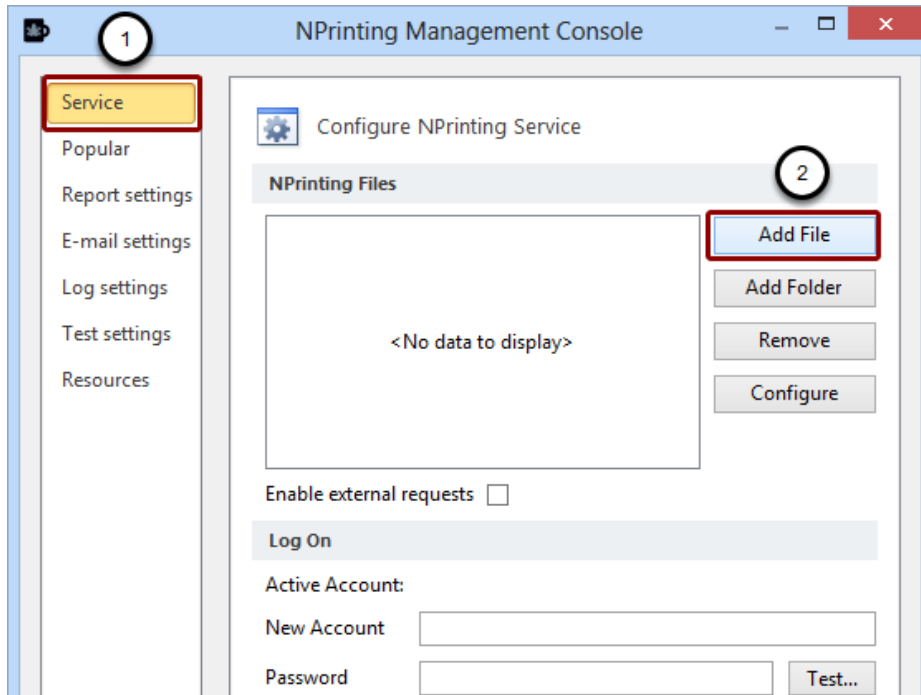 NPrinting Management Console
1
Service
Popular
Report settings
E-mail settings
Log settings
Test settings
Resources
Configure NPrinting Service
NPrinting Files
2
<No data to display>
Add File
Add Folder
Remove
Configure
Enable external requests
Log On
Active Account:
New Account
Password
Test...